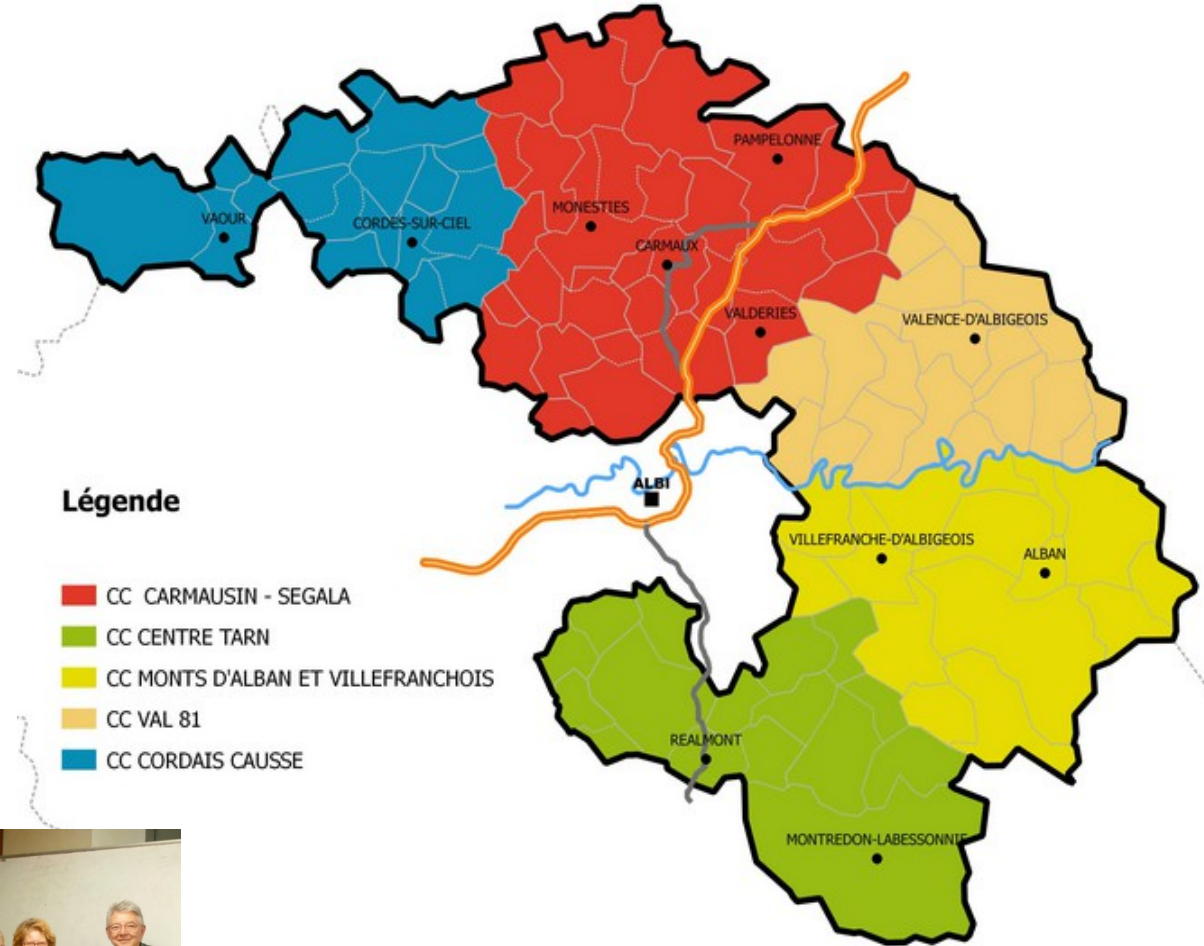 PAMPELONNE
MONESTIES
VAOUR
CORDES-SUR-CIEL
CARMAUX
VALDERIES
VALENCE-D'ALBIGEOIS
ALBI
Légende
VILLEFRANCHE-D'ALBIGEOIS
ALBAN
CC CARMAUSIN - SEGALA
CC CENTRE TARN
CC MONTS D'ALBAN ET VILLEFRANCHOIS
CC VAL 81
CC CORDAIS CAUSSE
REALMONT
MONTREDON-LABESSONNIE